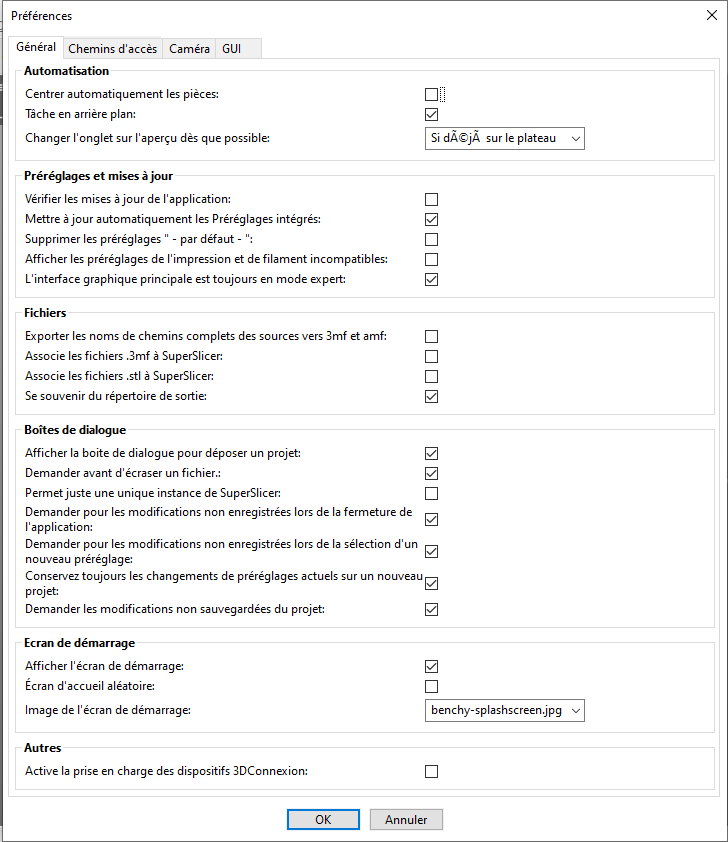 Préférences
Général
Chemins d'accès
Caméra
GUI
Automatisation
Centrer automatiquement les pièces:
Tâche en arrière plan:
Changer l'onglet sur l'aperçu dès que possible:
Si dÃ©jÃ  sur le plateau
Préréglages et mises à jour
Vérifier les mises à jour de l'application:
Mettre à jour automatiquement les Préréglages intégrés:
Supprimer les préréglages " - par défaut - ":
Afficher les préréglages de l'impression et de filament incompatibles:
L'interface graphique principale est toujours en mode expert:
Fichiers
Exporter les noms de chemins complets des sources vers 3mf et amf:
Associe les fichiers .3mf à SuperSlicer:
Associe les fichiers .stl à SuperSlicer:
Se souvenir du répertoire de sortie:
Boîtes de dialogue
Afficher la boite de dialogue pour déposer un projet:
Demander avant d'écraser un fichier.:
Permet juste une unique instance de SuperSlicer:
Demander pour les modifications non enregistrées lors de la fermeture de
l'application:
Demander pour les modifications non enregistrées lors de la sélection d'un
nouveau préréglage:
Conservez toujours les changements de préréglages actuels sur un nouveau
projet:
Demander les modifications non sauvegardées du projet:
Ecran de démarrage
Afficher l'écran de démarrage:
Écran d'accueil aléatoire:
Image de l'écran de démarrage:
benchy-splashscreen.jpg
Autres
Active la prise en charge des dispositifs 3DConnexion:
OK
Annuler